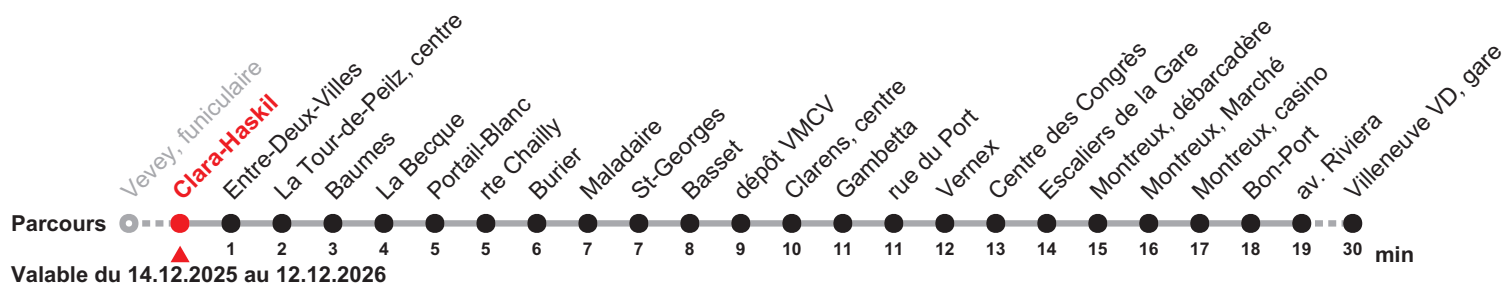 Vevey, funiculaire
Clara-Haskil
Entre-Deux-Villes
La Tour-de-Peilz, centre
Baumes
La Becque
Portail-Blanc
rte Chailly
Burier
Maladaire
St-Georges
Basset
dépôt VMCV
Clarens, centre
Gambetta
rue du Port
Vernex
Centre des Congrès
Escaliers de la Gare
Montreux, débarcadère
Montreux, Marché
Montreux, casino
Bon-Port
av. Riviera
Villeneuve VD, gare
Parcours
1 2 3 4 5 5 6 7 7 8 9 10 11 11 12 13 14 15 16 17 18 19 30 min
Valable du 14.12.2025 au 12.12.2026